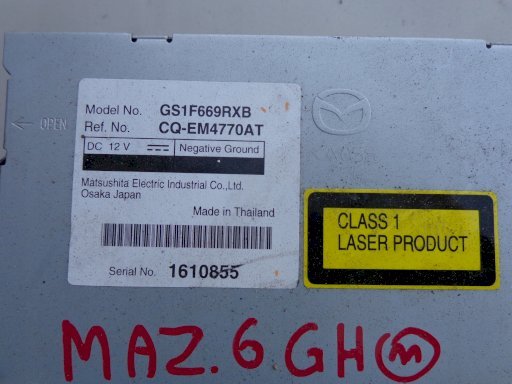 Model No. GS1F669RXB
Ref. No. CQ-EM4770AT
OPEN
DC 12 V Negative Ground
Matsushita Electric Industrial Co.,Ltd.
Osaka Japan
Made in Thailand
Serial No. 1610855
CLASS 1
LASER PRODUCT
MAZ.6 GH m